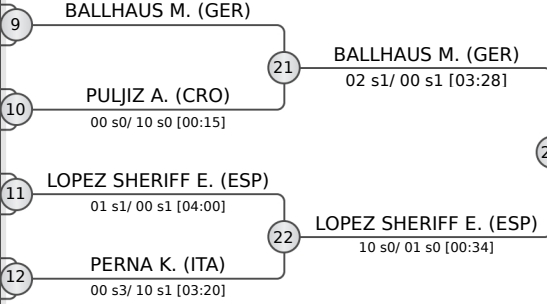 BALLHAUS M. (GER)
9
21
BALLHAUS M. (GER)
02 s1/ 00 s1 [03:28]
PULJIZ A. (CRO)
10
00 s0/ 10 s0 [00:15]
LOPEZ SHERIFF E. (ESP)
11
01 s1/ 00 s1 [04:00]
22
LOPEZ SHERIFF E. (ESP)
10 s0/ 01 s0 [00:34]
PERNA K. (ITA)
12
00 s3/ 10 s1 [03:20]